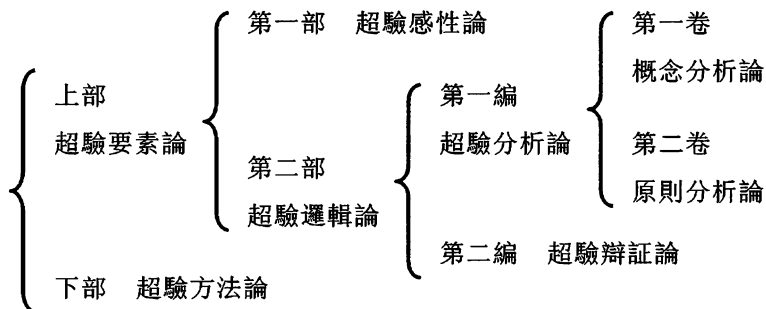 上部
超驗要素論
第一部　超驗感性論
第二部
超驗邏輯論
第一編
超驗分析論
第一卷
概念分析論
第二卷
原則分析論
第二編　超驗辯証論
下部　超驗方法論